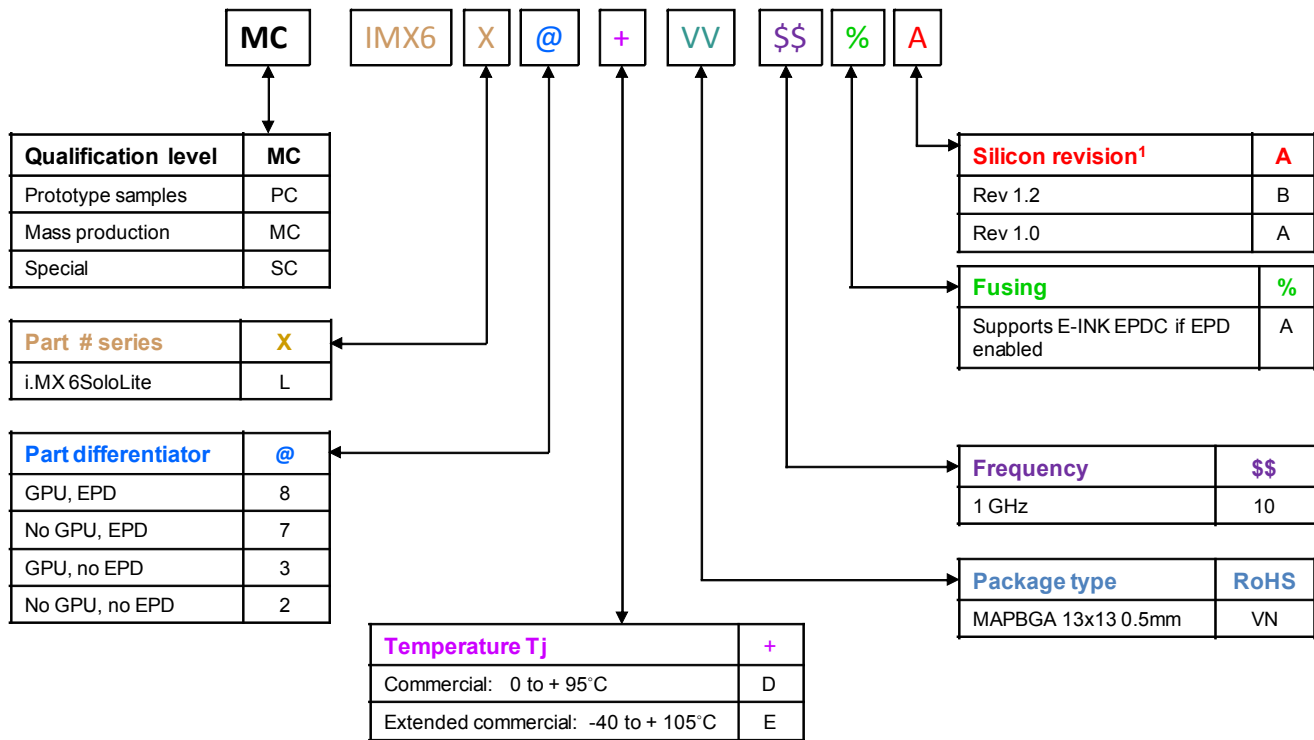 MC IMX6 X @ + VV $$ % A
Qualification level MC
Prototype samples PC
Mass production MC
Special SC
Part # series X
i.MX 6SoloLite L
Part differentiator @
GPU, EPD 8
No GPU, EPD 7
GPU, no EPD 3
No GPU, no EPD 2
Temperature Tj +
Commercial: 0 to + 95°C D
Extended commercial: -40 to + 105°C E
Silicon revision¹ A
Rev 1.2 B
Rev 1.0 A
Fusing %
Supports E-INK EPDC if EPD
enabled A
Frequency $$
1 GHz 10
Package type RoHS
MAPBGA 13x13 0.5mm VN